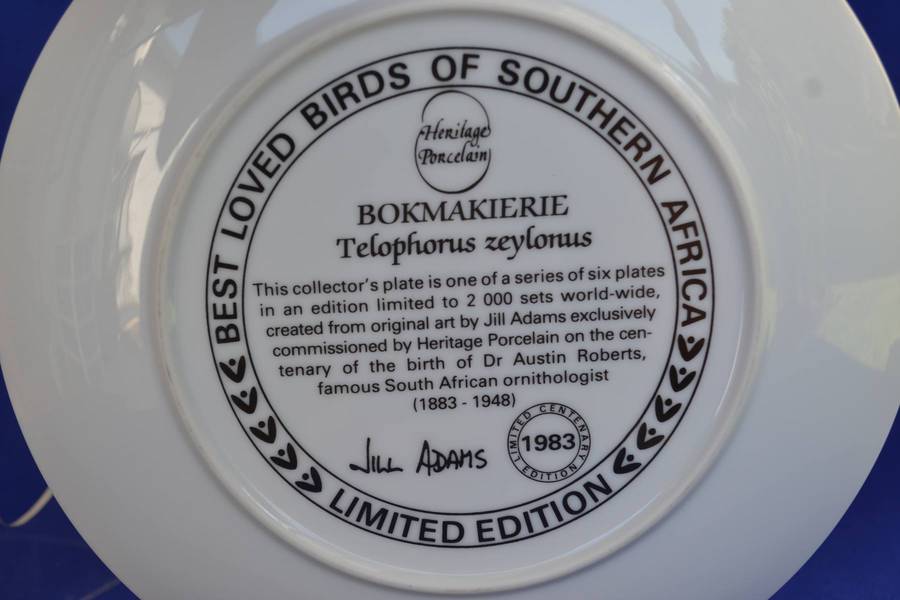 BEST LOVED BIRDS OF SOUTHERN AFRICA
Heritage
Porcelain
BOKMAKIERIE
Telophorus zeylonus
This collector's plate is one of a series of six plates
in an edition limited to 2 000 sets world-wide,
created from original art by Jill Adams exclusively
commissioned by Heritage Porcelain on the cen-
tenary of the birth of Dr Austin Roberts,
famous South African ornithologist
(1883 - 1948)
JILL ADAMS
LIMITED CENTENARY
1983
EDITION
LIMITED EDITION